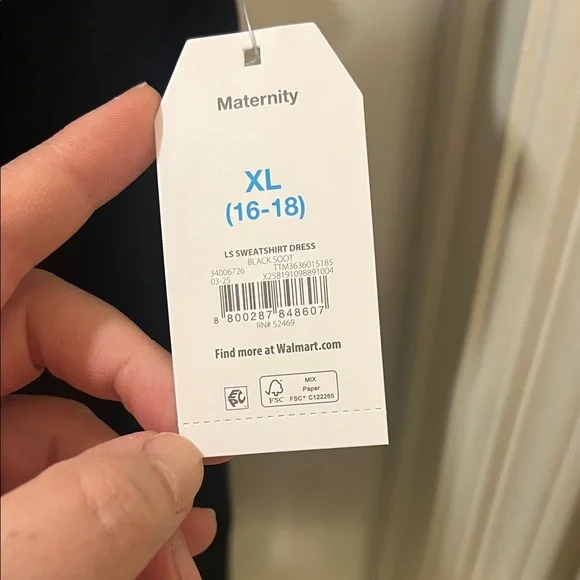 Maternity
XL
(16-18)
LS SWEATSHIRT DRESS
BLACK SOOT
34006726 TTM3636015185
03-25 X258191098891004
8 800287 848607
RN# 52469
Find more at Walmart.com
EPC
FSC
MIX
Paper
FSC® C122265